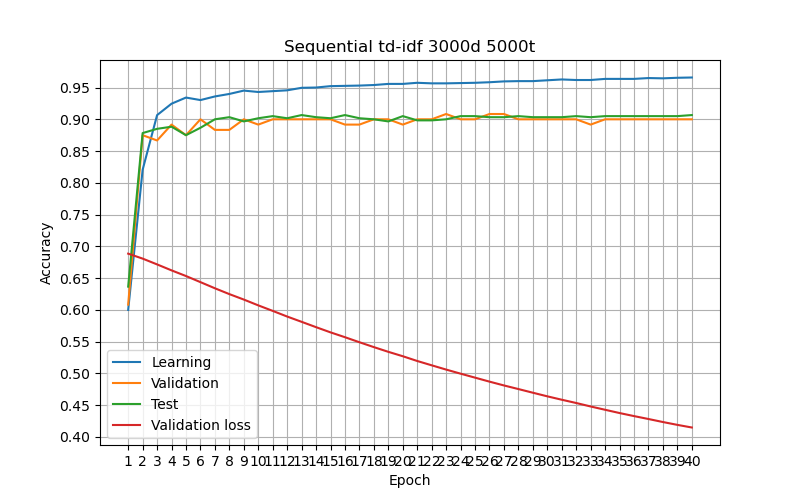 Sequential td-idf 3000d 5000t
Accuracy
0.95
0.90
0.85
0.80
0.75
0.70
0.65
0.60
0.55
0.50
0.45
0.40
Learning
Validation
Test
Validation loss
1 2 3 4 5 6 7 8 9 10 11 12 13 14 15 16 17 18 19 20 21 22 23 24 25 26 27 28 29 30 31 32 33 34 35 36 37 38 39 40
Epoch